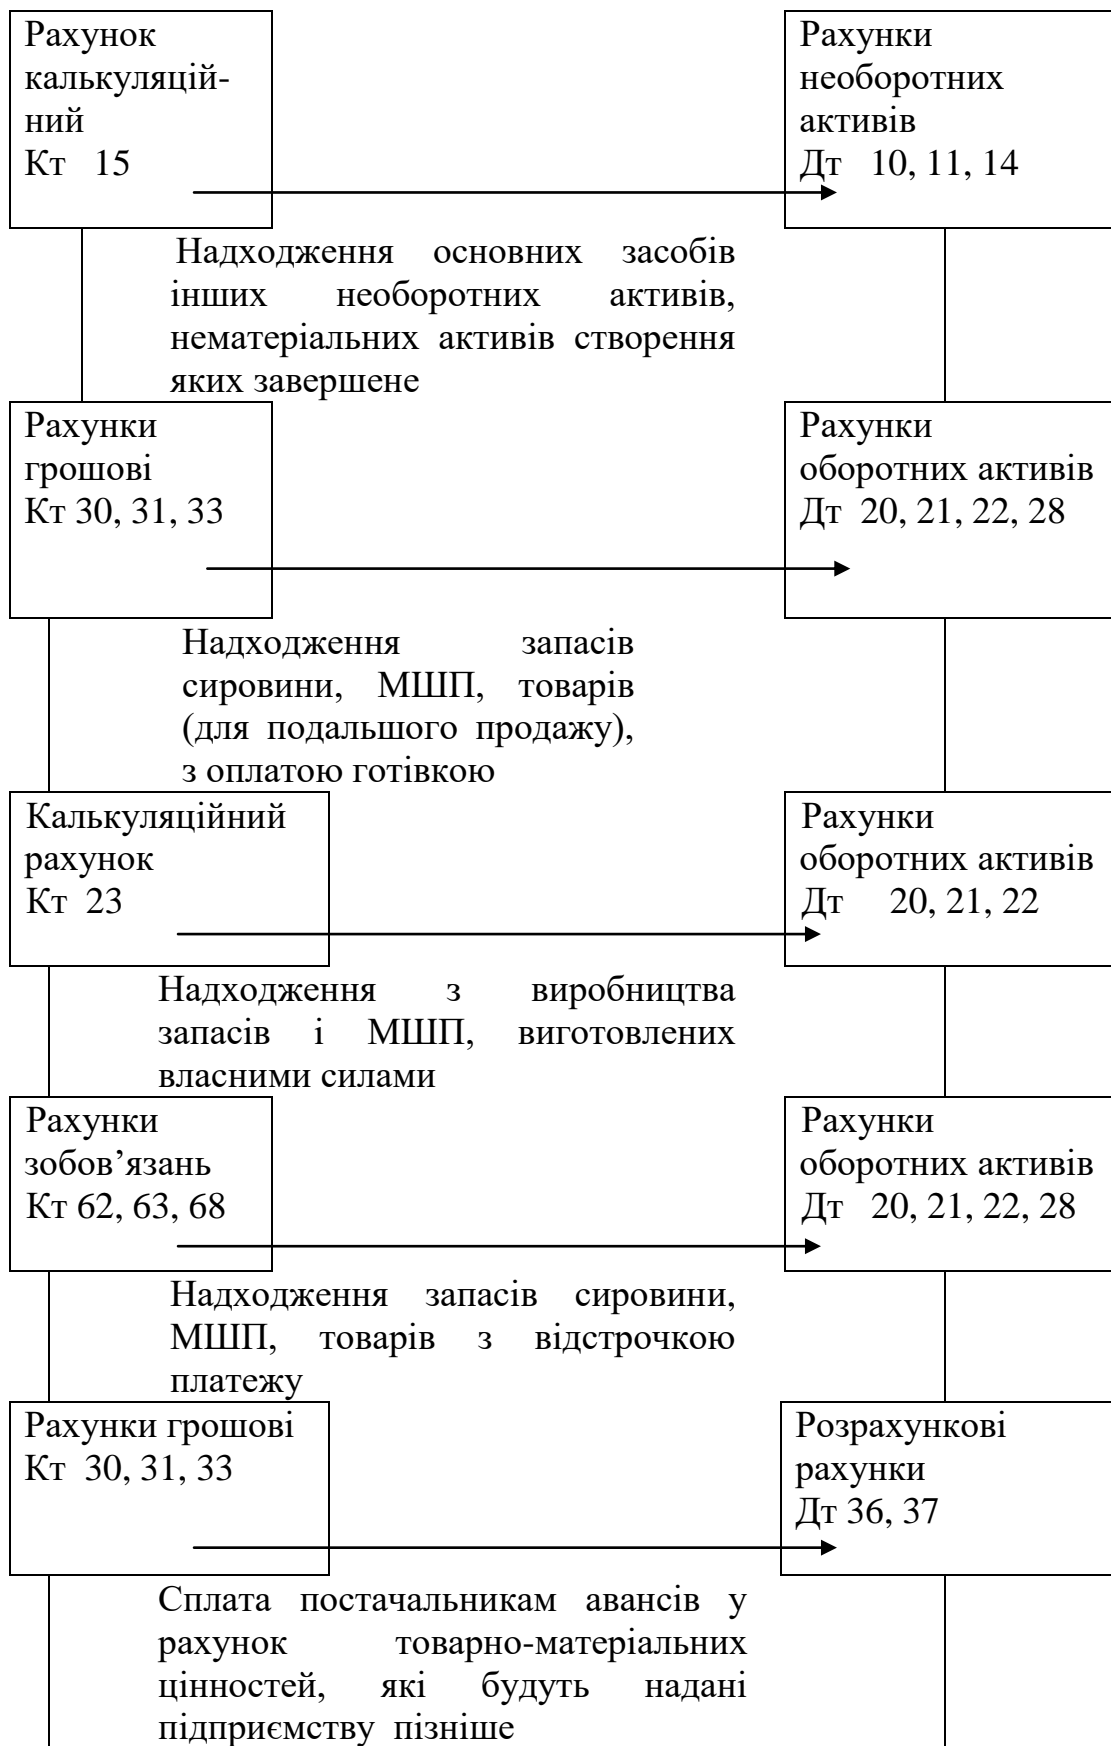 Рахунок
калькуляцій-
ний
Кт 15
Рахунки
необоротних
активів
Дт 10, 11, 14
Надходження основних засобів
інших необоротних активів,
нематеріальних активів створення
яких завершене
Рахунки
грошові
Кт 30, 31, 33
Рахунки
оборотних активів
Дт 20, 21, 22, 28
Надходження запасів
сировини, МШП, товарів
(для подальшого продажу),
з оплатою готівкою
Калькуляційний
рахунок
Кт 23
Рахунки
оборотних активів
Дт 20, 21, 22
Надходження з виробництва
запасів і МШП, виготовлених
власними силами
Рахунки
зобов’язань
Кт 62, 63, 68
Рахунки
оборотних активів
Дт 20, 21, 22, 28
Надходження запасів сировини,
МШП, товарів з відстрочкою
платежу
Рахунки грошові
Кт 30, 31, 33
Розрахункові
рахунки
Дт 36, 37
Сплата постачальникам авансів у
рахунок товарно-матеріальних
цінностей, які будуть надані
підприємству пізніше